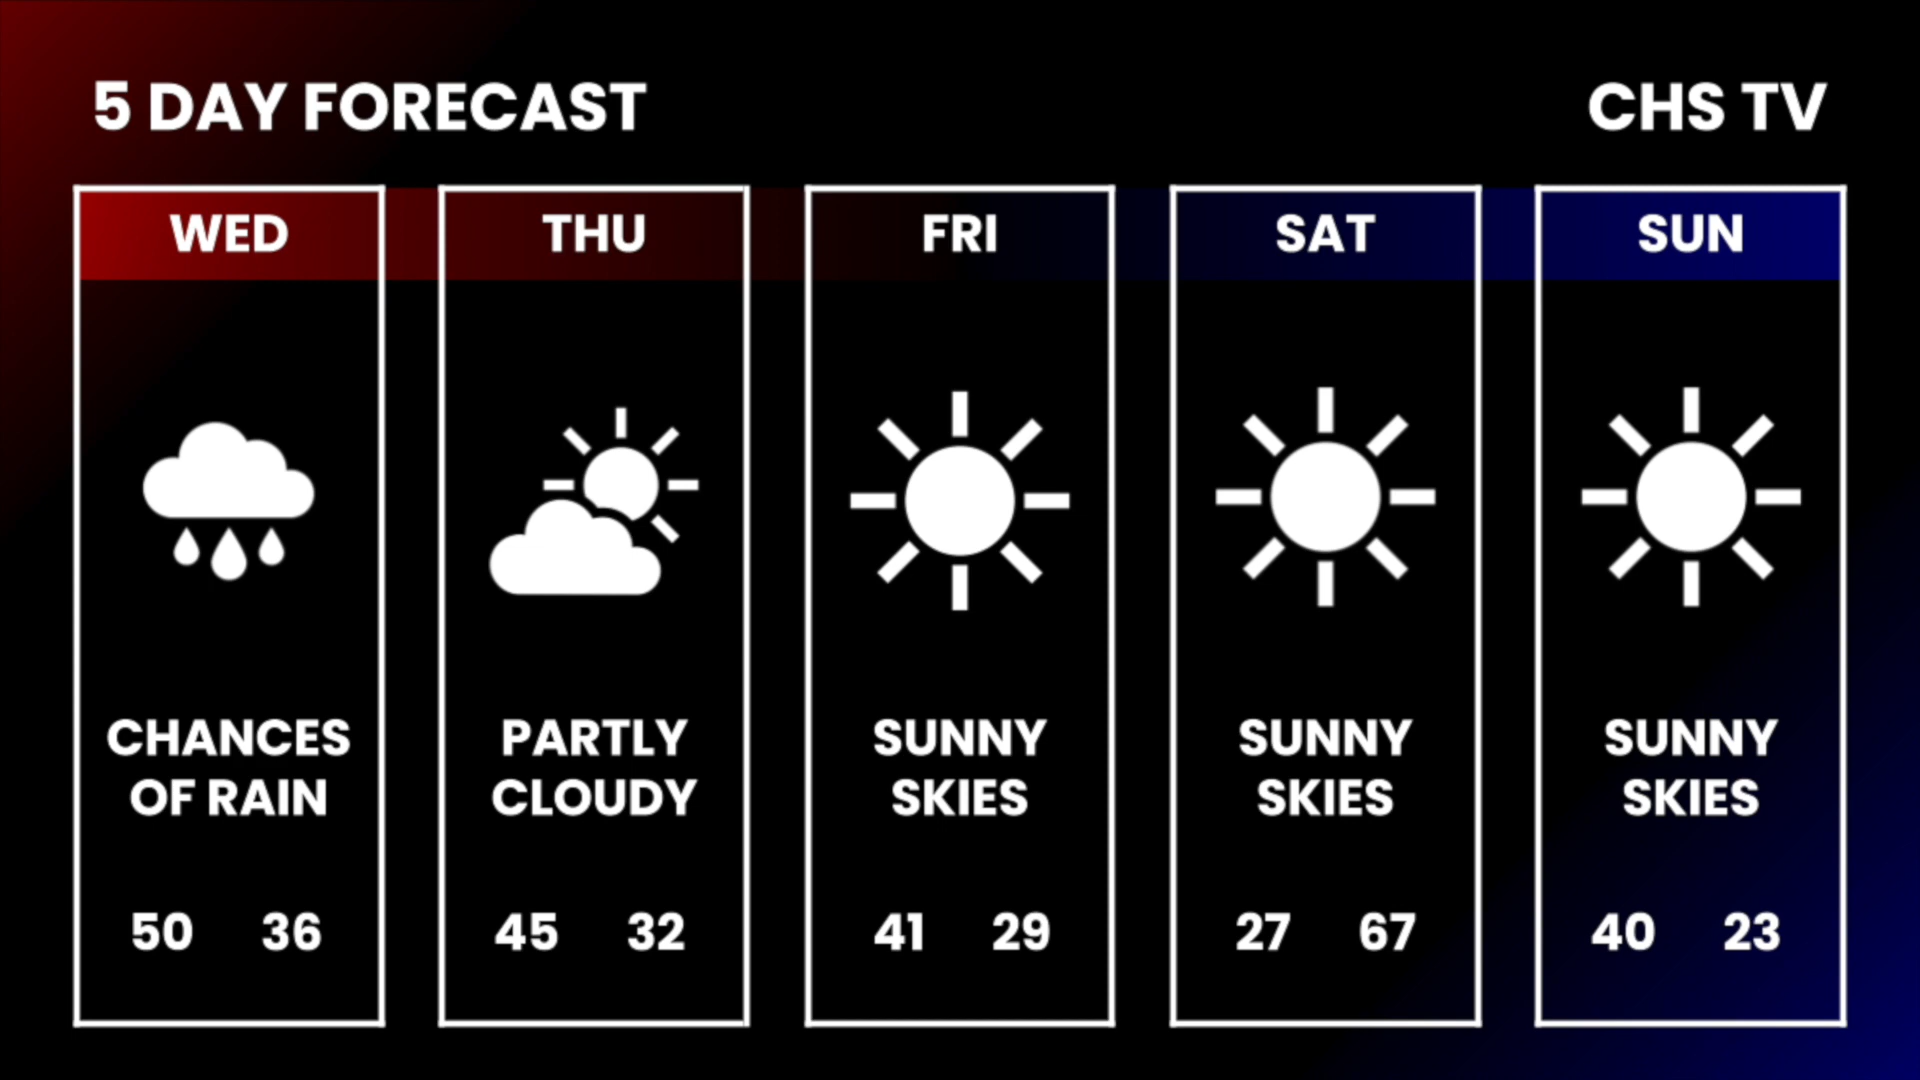 5 DAY FORECAST
CHS TV
WED
CHANCES
OF RAIN
50 36
THU
PARTLY
CLOUDY
45 32
FRI
SUNNY
SKIES
41 29
SAT
SUNNY
SKIES
27 67
SUN
SUNNY
SKIES
40 23